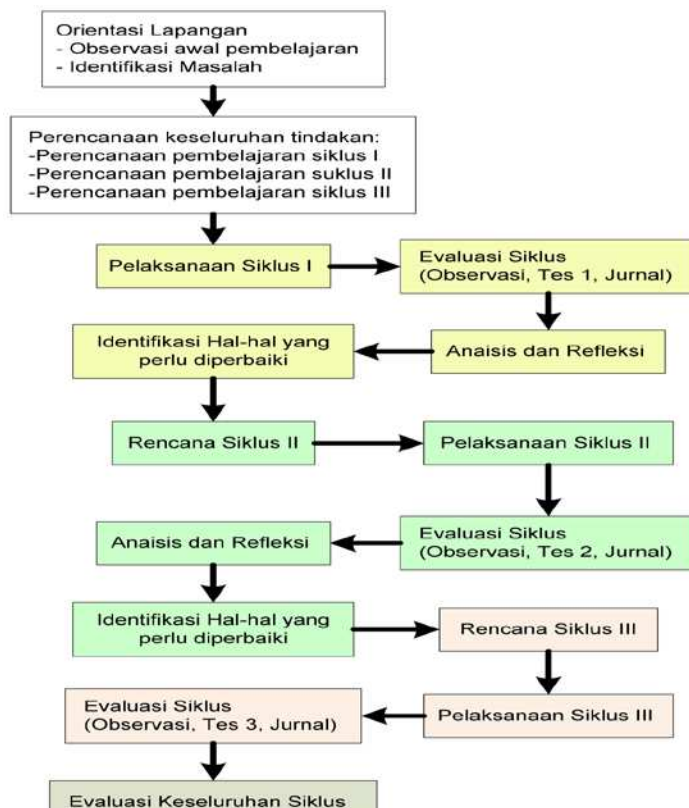 Orientasi Lapangan
- Observasi awal pembelajaran
- Identifikasi Masalah
Perencanaan keseluruhan tindakan:
-Perencanaan pembelajaran siklus I
-Perencanaan pembelajaran suklus II
-Perencanaan pembelajaran siklus III
Pelaksanaan Siklus I
Evaluasi Siklus
(Observasi, Tes 1, Jurnal)
Anaisis dan Refleksi
Identifikasi Hal-hal yang
perlu diperbaiki
Rencana Siklus II
Pelaksanaan Siklus II
Evaluasi Siklus
(Observasi, Tes 2, Jurnal)
Anaisis dan Refleksi
Identifikasi Hal-hal yang
perlu diperbaiki
Rencana Siklus III
Pelaksanaan Siklus III
Evaluasi Siklus
(Observasi, Tes 3, Jurnal)
Evaluasi Keseluruhan Siklus